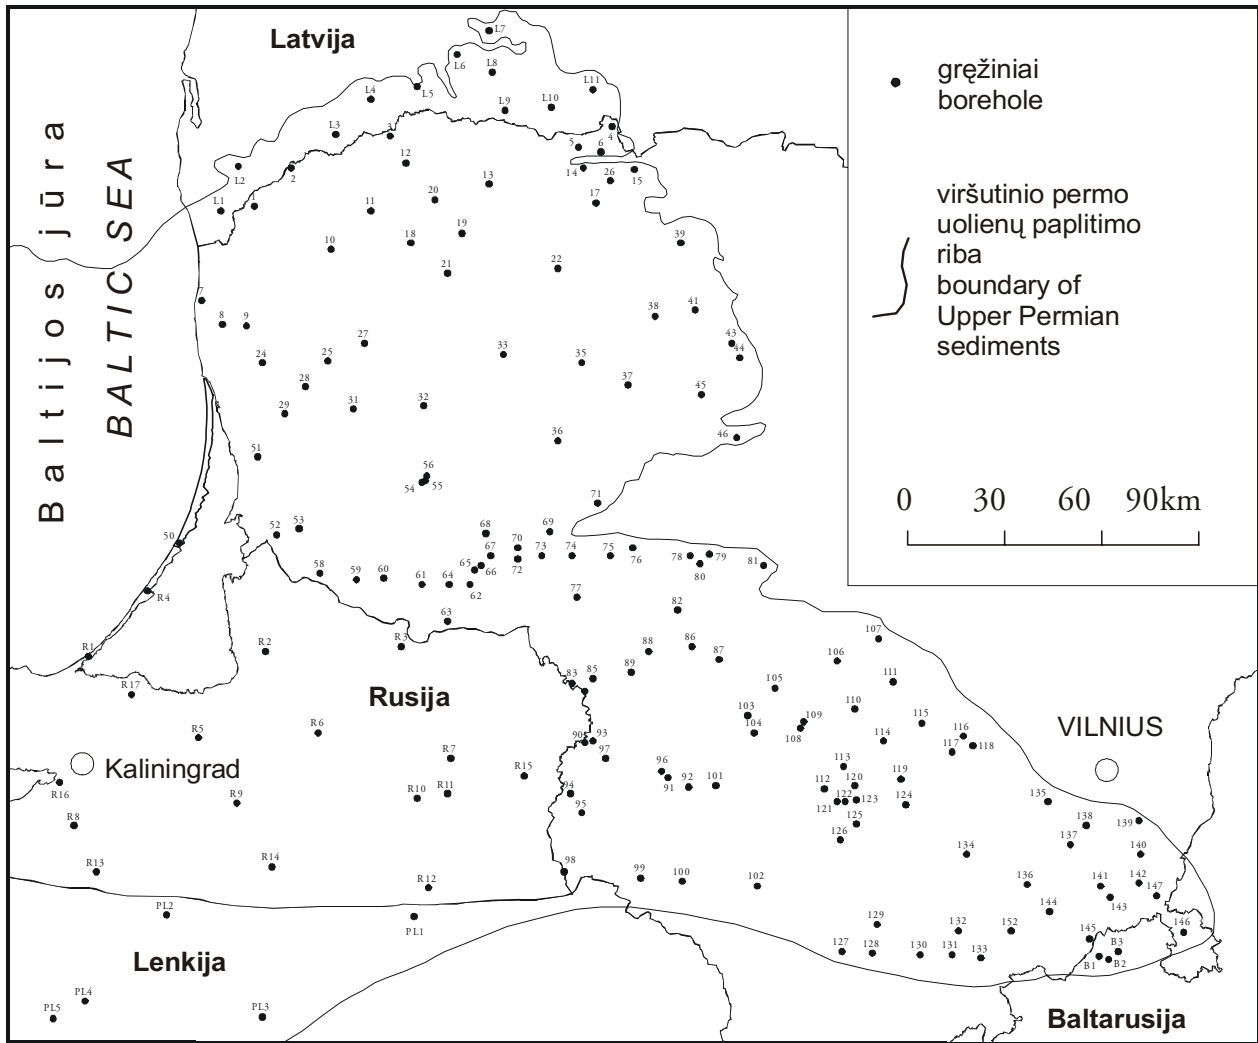 Latvija
L7
L6
L8
L11
L4
L5
L9
L10
L3
3
4
5
6
L2
2
12
14
26
15
13
17
L1
1
11
20
10
18
19
39
21
22
7
8
9
38
41
27
43
44
24
25
33
35
28
37
45
29
31
32
36
46
51
56
54
55
71
52
53
68
69
50
67
70
73
74
75
76
78
79
80
81
72
65
66
58
59
60
61
64
62
77
R4
63
82
R1
R2
R3
88
86
87
107
106
R17
83
85
89
105
111
Rusija
103
104
110
109
108
115
R5
R6
90
93
114
116
117
118
VILNIUS
Kaliningrad
R7
97
113
R16
R15
96
91
92
101
112
120
119
R9
R10
R11
94
95
121
122
123
124
135
R8
125
126
138
139
137
R13
R14
98
99
100
102
134
140
R12
136
141
142
147
143
PL2
PL1
129
144
132
152
145
146
Lenkija
127
128
130
131
133
B3
B1
B2
PL4
PL5
PL3
Baltarusija
Baltijos jūra
BALTIC SEA
gręžiniai
borehole
viršutinio permo
uolienų paplitimo
riba
boundary of
Upper Permian
sediments
0 30 60 90km